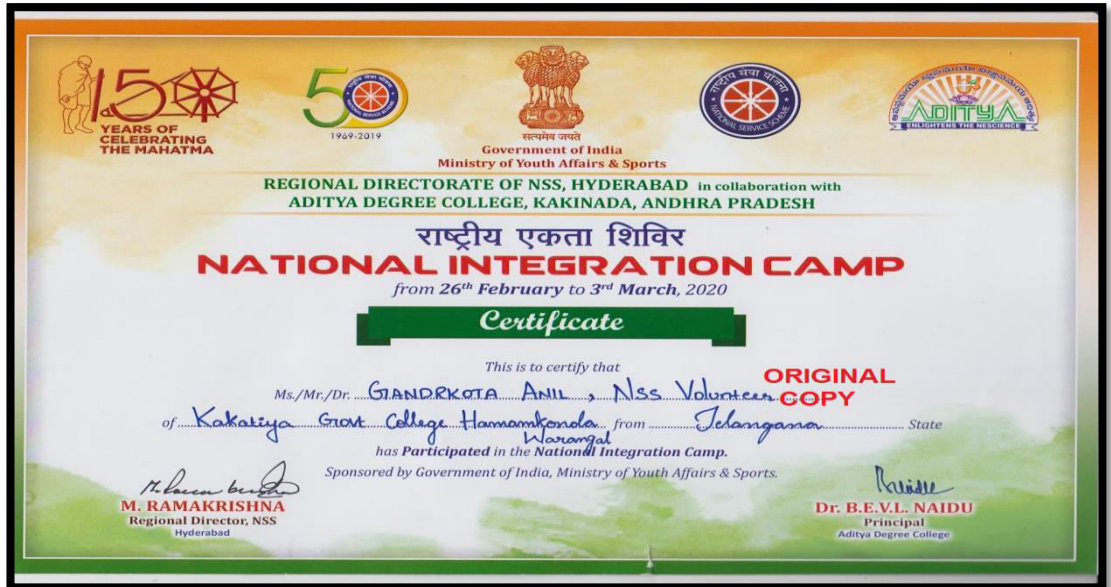 150
YEARS OF
CELEBRATING
THE MAHATMA
50
1969-2019
सत्यमेव जयते
Government of India
Ministry of Youth Affairs & Sports
राष्ट्रीय सेवा योजना
NATIONAL SERVICE SCHEME
ADITYA
ENLIGHTENS THE NESCIENCE
REGIONAL DIRECTORATE OF NSS, HYDERABAD in collaboration with
ADITYA DEGREE COLLEGE, KAKINADA, ANDHRA PRADESH
राष्ट्रीय एकता शिविर
NATIONAL INTEGRATION CAMP
from 26th February to 3rd March, 2020
Certificate
This is to certify that
Ms./Mr./Dr. GANDRKOTA ANIL, NSS Volunteer
ORIGINAL
COPY
of Kakatiya Govt College Hanamkonda from Telangana State
Warangal
has Participated in the National Integration Camp.
Sponsored by Government of India, Ministry of Youth Affairs & Sports.
M. RAMAKRISHNA
Regional Director, NSS
Hyderabad
Dr. B.E.V.L. NAIDU
Principal
Aditya Degree College